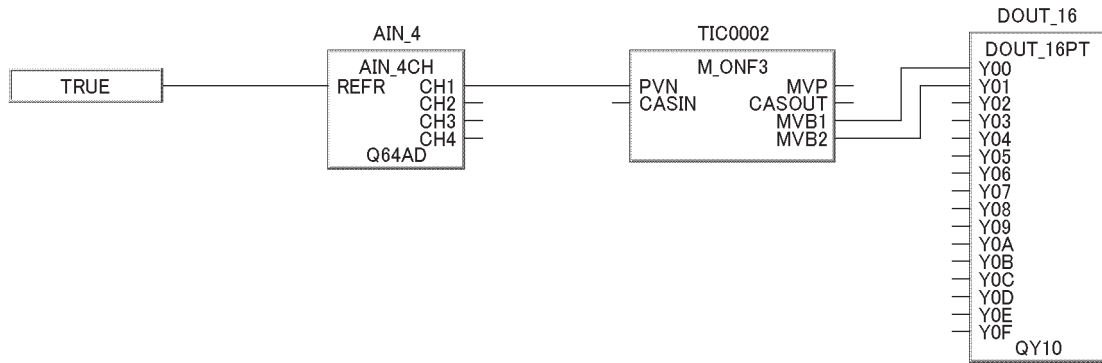 TRUE
AIN_4
AIN_4CH
REFR CH1
CH2
CH3
CH4
Q64AD
TIC0002
M_ONF3
PVN MVP
CASIN CASOUT
MVB1
MVB2
DOUT_16
DOUT_16PT
Y00
Y01
Y02
Y03
Y04
Y05
Y06
Y07
Y08
Y09
Y0A
Y0B
Y0C
Y0D
Y0E
Y0F
QY10